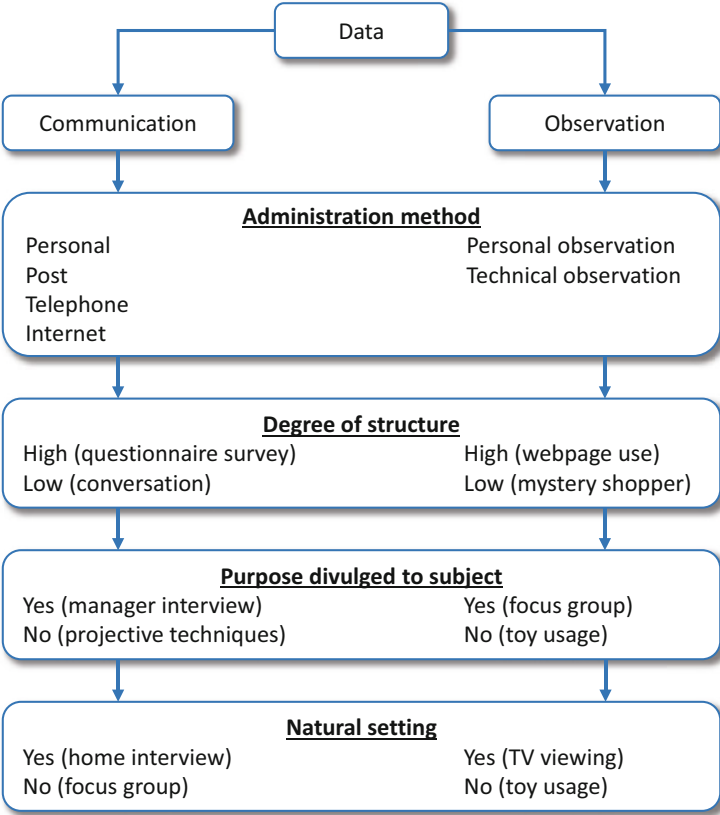 Data
Communication
Observation
Administration method
Personal
Post
Telephone
Internet
Personal observation
Technical observation
Degree of structure
High (questionnaire survey)
Low (conversation)
High (webpage use)
Low (mystery shopper)
Purpose divulged to subject
Yes (manager interview)
No (projective techniques)
Yes (focus group)
No (toy usage)
Natural setting
Yes (home interview)
No (focus group)
Yes (TV viewing)
No (toy usage)